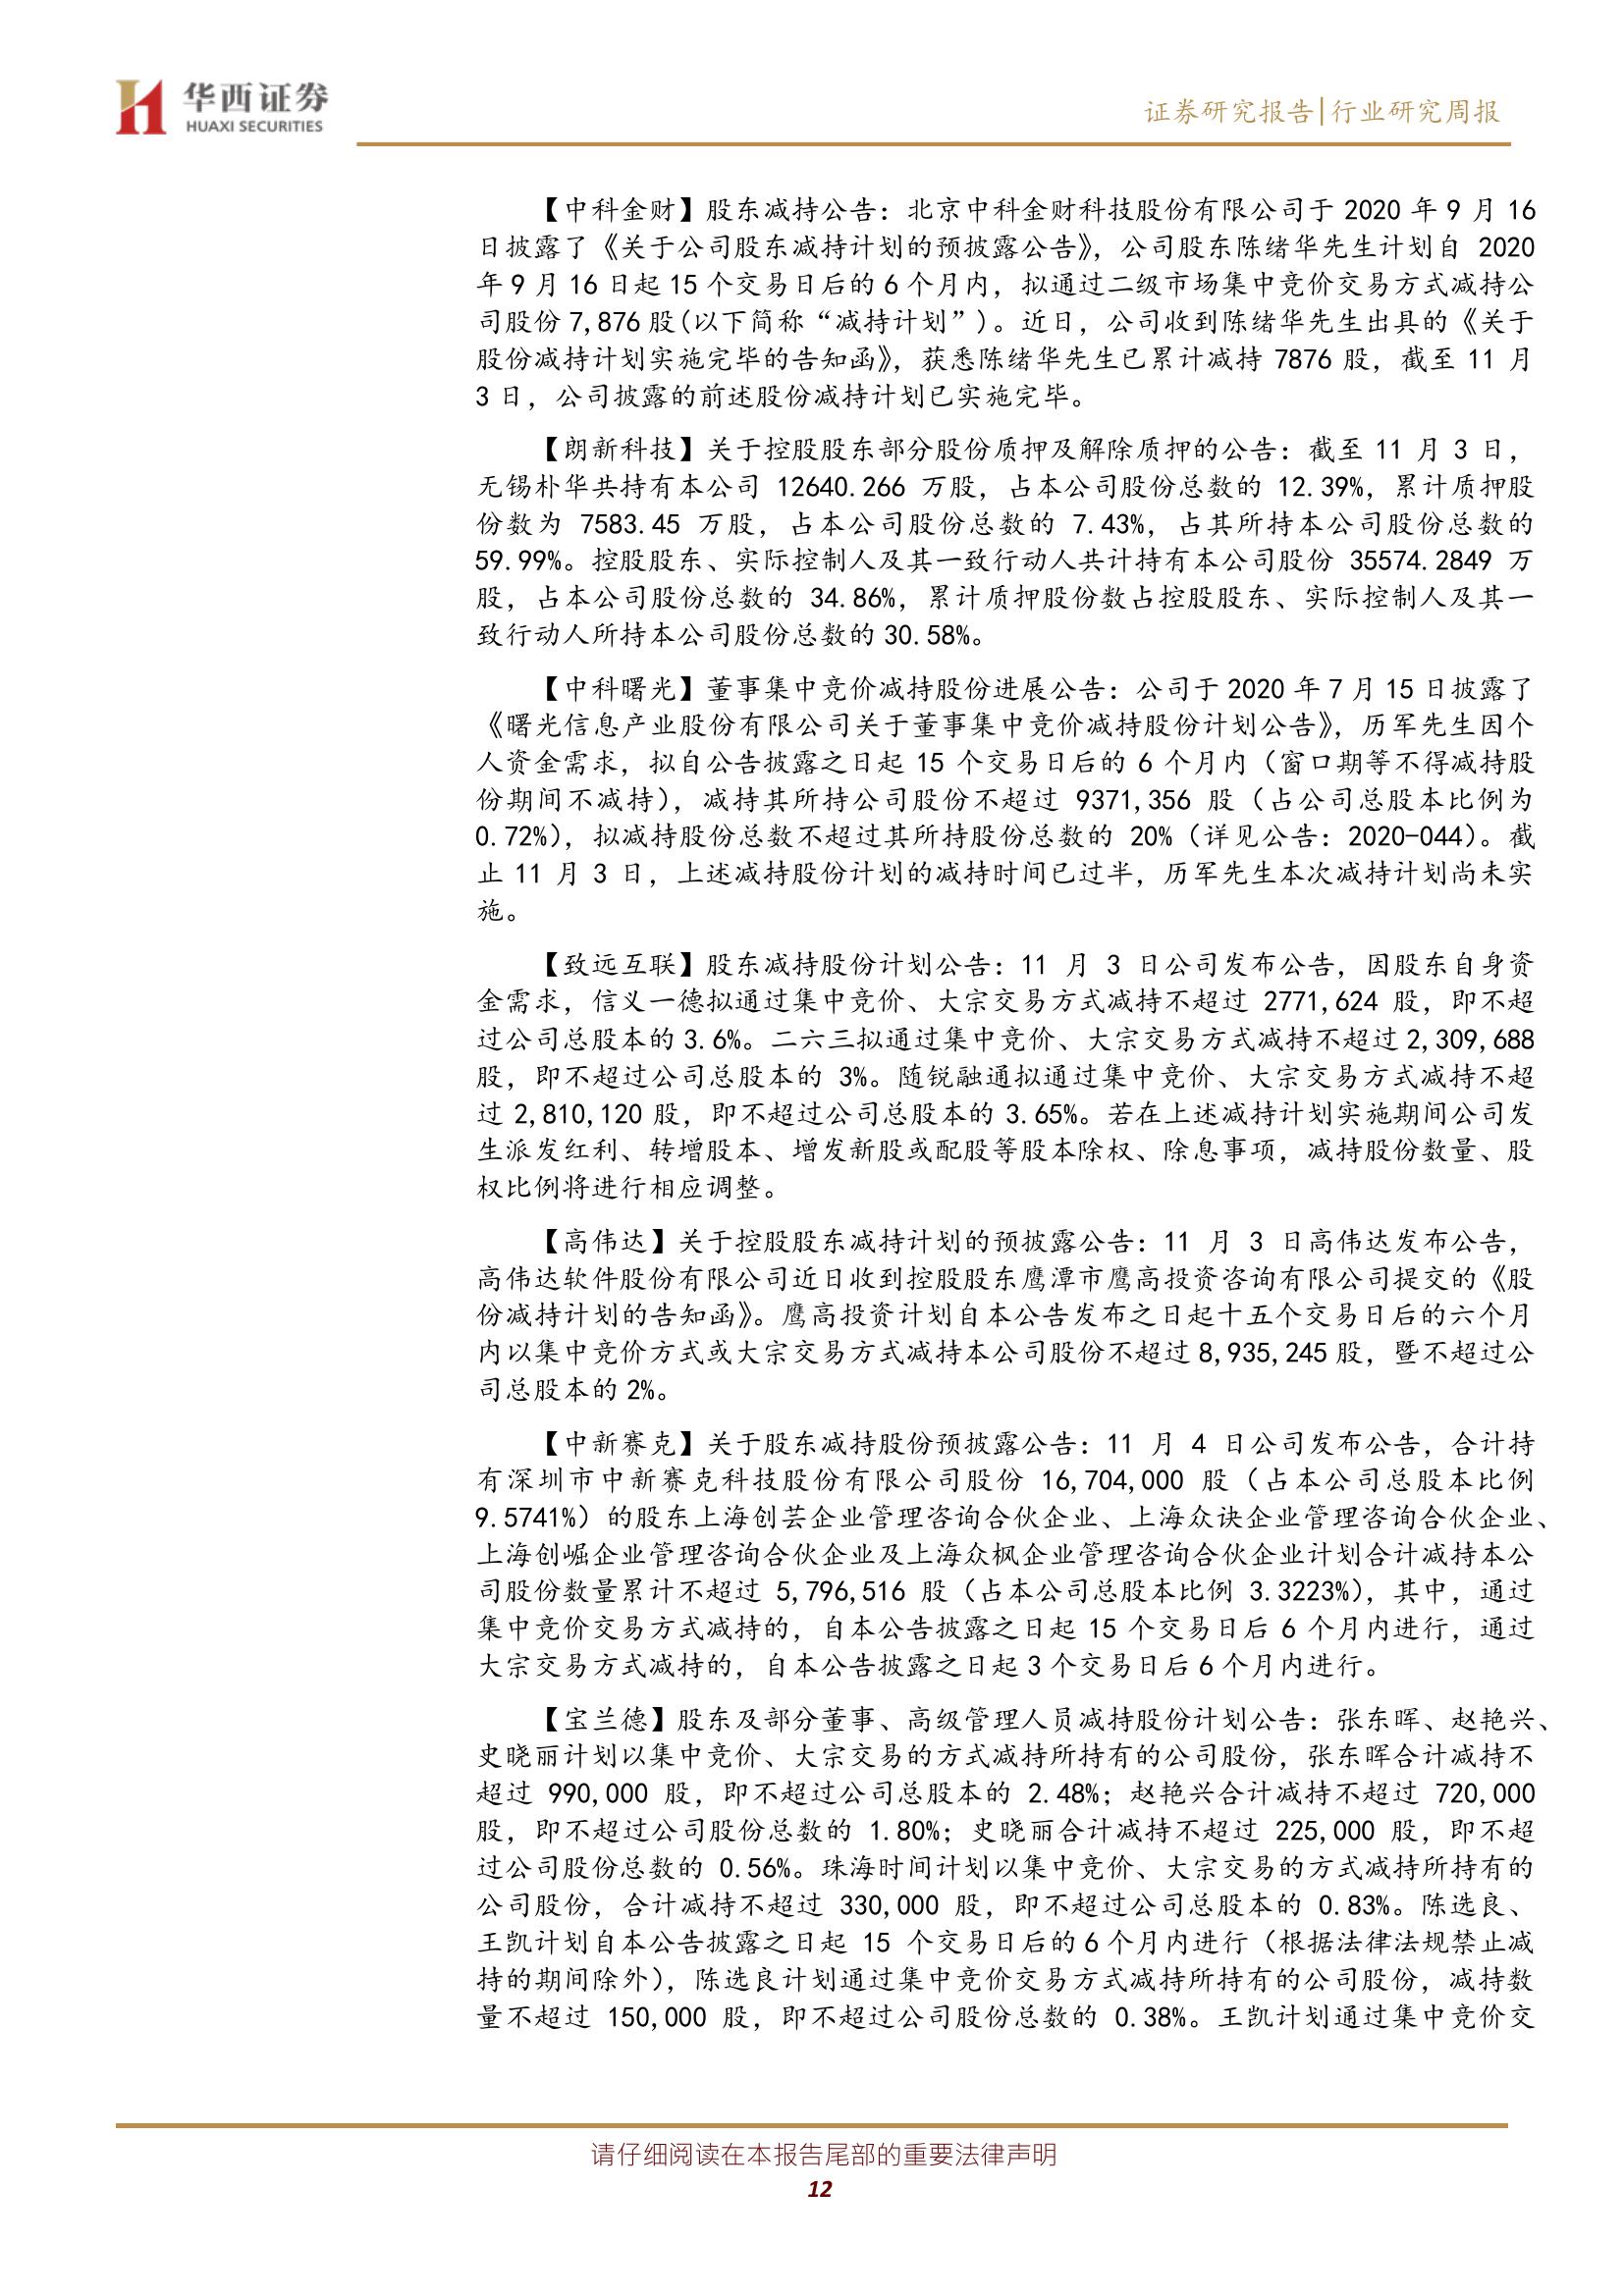 华西证券
HUAXI SECURITIES
证券研究报告|行业研究周报
【中科金财】股东减持公告：北京中科金财科技股份有限公司于 2020 年 9 月 16
日披露了《关于公司股东减持计划的预披露公告》，公司股东陈绪华先生计划自 2020
年 9 月 16 日起 15 个交易日后的 6 个月内，拟通过二级市场集中竞价交易方式减持公
司股份 7,876 股(以下简称“减持计划”)。近日，公司收到陈绪华先生出具的《关于
股份减持计划实施完毕的告知函》，获悉陈绪华先生已累计减持 7876 股，截至 11 月
3 日，公司披露的前述股份减持计划已实施完毕。
【朗新科技】关于控股股东部分股份质押及解除质押的公告：截至 11 月 3 日，
无锡朴华共持有本公司 12640.266 万股，占本公司股份总数的 12.39%，累计质押股
份数为 7583.45 万股，占本公司股份总数的 7.43%，占其所持本公司股份总数的
59.99%。控股股东、实际控制人及其一致行动人共计持有本公司股份 35574.2849 万
股，占本公司股份总数的 34.86%，累计质押股份数占控股股东、实际控制人及其一
致行动人所持本公司股份总数的 30.58%。
【中科曙光】董事集中竞价减持股份进展公告：公司于 2020 年 7 月 15 日披露了
《曙光信息产业股份有限公司关于董事集中竞价减持股份计划公告》，历军先生因个
人资金需求，拟自公告披露之日起 15 个交易日后的 6 个月内（窗口期等不得减持股
份期间不减持），减持其所持公司股份不超过 9371,356 股（占公司总股本比例为
0.72%），拟减持股份总数不超过其所持股份总数的 20%（详见公告：2020-044）。截
止 11 月 3 日，上述减持股份计划的减持时间已过半，历军先生本次减持计划尚未实
施。
【致远互联】股东减持股份计划公告：11 月 3 日公司发布公告，因股东自身资
金需求，信义一德拟通过集中竞价、大宗交易方式减持不超过 2771,624 股，即不超
过公司总股本的 3.6%。二六三拟通过集中竞价、大宗交易方式减持不超过 2,309,688
股，即不超过公司总股本的 3%。随锐融通拟通过集中竞价、大宗交易方式减持不超
过 2,810,120 股，即不超过公司总股本的 3.65%。若在上述减持计划实施期间公司发
生派发红利、转增股本、增发新股或配股等股本除权、除息事项，减持股份数量、股
权比例将进行相应调整。
【高伟达】关于控股股东减持计划的预披露公告：11 月 3 日高伟达发布公告，
高伟达软件股份有限公司近日收到控股股东鹰潭市鹰高投资咨询有限公司提交的《股
份减持计划的告知函》。鹰高投资计划自本公告发布之日起十五个交易日后的六个月
内以集中竞价方式或大宗交易方式减持本公司股份不超过 8,935,245 股，暨不超过公
司总股本的 2%。
【中新赛克】关于股东减持股份预披露公告：11 月 4 日公司发布公告，合计持
有深圳市中新赛克科技股份有限公司股份 16,704,000 股（占本公司总股本比例
9.5741%）的股东上海创芸企业管理咨询合伙企业、上海众诀企业管理咨询合伙企业、
上海创崛企业管理咨询合伙企业及上海众枫企业管理咨询合伙企业计划合计减持本公
司股份数量累计不超过 5,796,516 股（占本公司总股本比例 3.3223%），其中，通过
集中竞价交易方式减持的，自本公告披露之日起 15 个交易日后 6 个月内进行，通过
大宗交易方式减持的，自本公告披露之日起 3 个交易日后 6 个月内进行。
【宝兰德】股东及部分董事、高级管理人员减持股份计划公告：张东晖、赵艳兴、
史晓丽计划以集中竞价、大宗交易的方式减持所持有的公司股份，张东晖合计减持不
超过 990,000 股，即不超过公司总股本的 2.48%；赵艳兴合计减持不超过 720,000
股，即不超过公司股份总数的 1.80%；史晓丽合计减持不超过 225,000 股，即不超
过公司股份总数的 0.56%。珠海时间计划以集中竞价、大宗交易的方式减持所持有的
公司股份，合计减持不超过 330,000 股，即不超过公司总股本的 0.83%。陈选良、
王凯计划自本公告披露之日起 15 个交易日后的 6 个月内进行（根据法律法规禁止减
持的期间除外），陈选良计划通过集中竞价交易方式减持所持有的公司股份，减持数
量不超过 150,000 股，即不超过公司股份总数的 0.38%。王凯计划通过集中竞价交
请仔细阅读在本报告尾部的重要法律声明
12